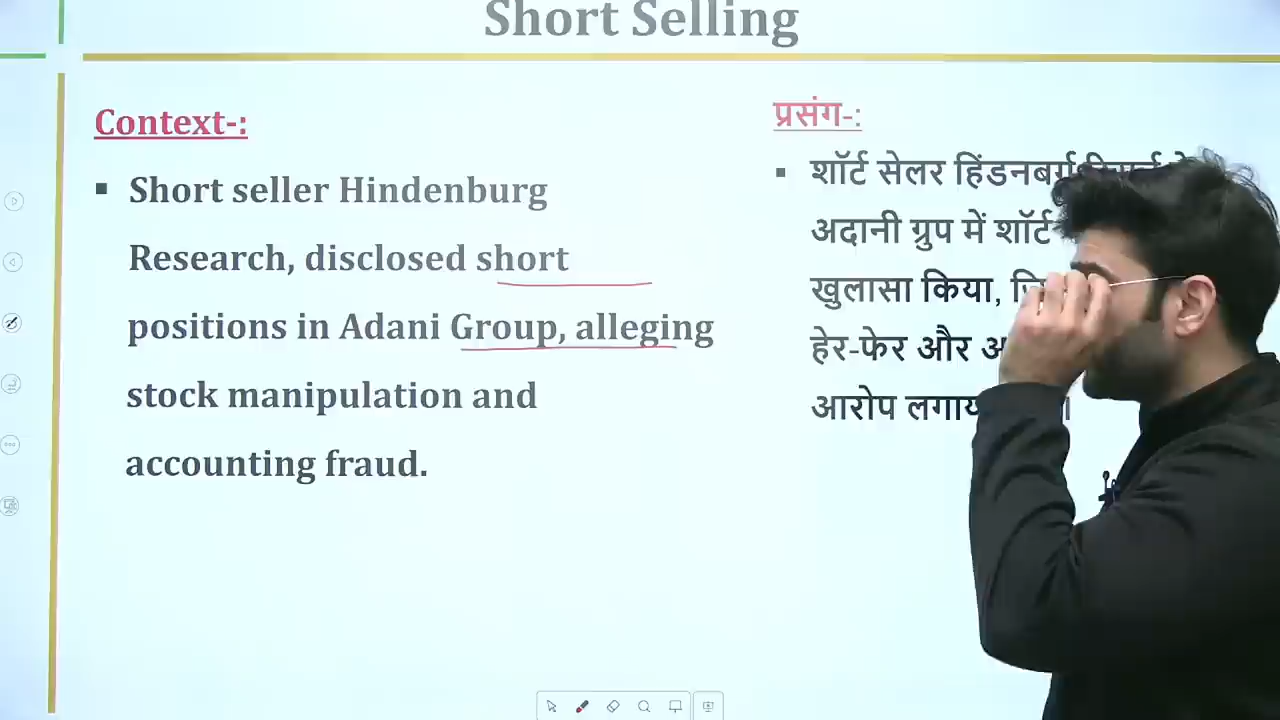 Short Selling
Context-:
▪ Short seller Hindenburg
Research, disclosed short
positions in Adani Group, alleging
stock manipulation and
accounting fraud.
प्रसंग-:
▪ शॉर्ट सेलर हिंडनबर्ग
अदानी ग्रुप में शॉर्ट
खुलासा किया,
हेर-फेर और
आरोप